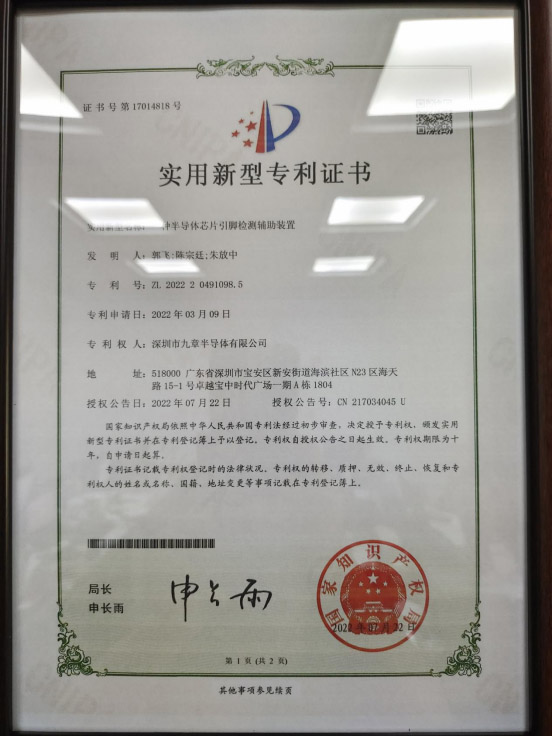 证书号第17014818号
实用新型专利证书
实用新型名称：一种半导体芯片引脚检测辅助装置
发 明 人：郭飞;陈宗廷;朱放中
专 利 号：ZL 2022 2 0491098.5
专利申请日：2022年03月09日
专 利 权 人：深圳市九章半导体有限公司
地 址：518000 广东省深圳市宝安区新安街道海滨社区N23区海天
路15-1号卓越宝中时代广场一期A栋1804
授权公告日：2022年07月22日 授权公告号：CN 217034045 U
国家知识产权局依照中华人民共和国专利法经过初步审查，决定授予专利权，颁发实用
新型专利证书并在专利登记簿上予以登记。专利权自授权公告之日起生效。专利权期限为十
年，自申请日起算。
专利证书记载专利权登记时的法律状况。专利权的转移、质押、无效、终止、恢复和专
利权人的姓名或名称、国籍、地址变更等事项记载在专利登记簿上。
局长
申长雨
申长雨
国家知识产权局
2022年07月22日
第 1 页 (共 2 页)
其他事项参见续页